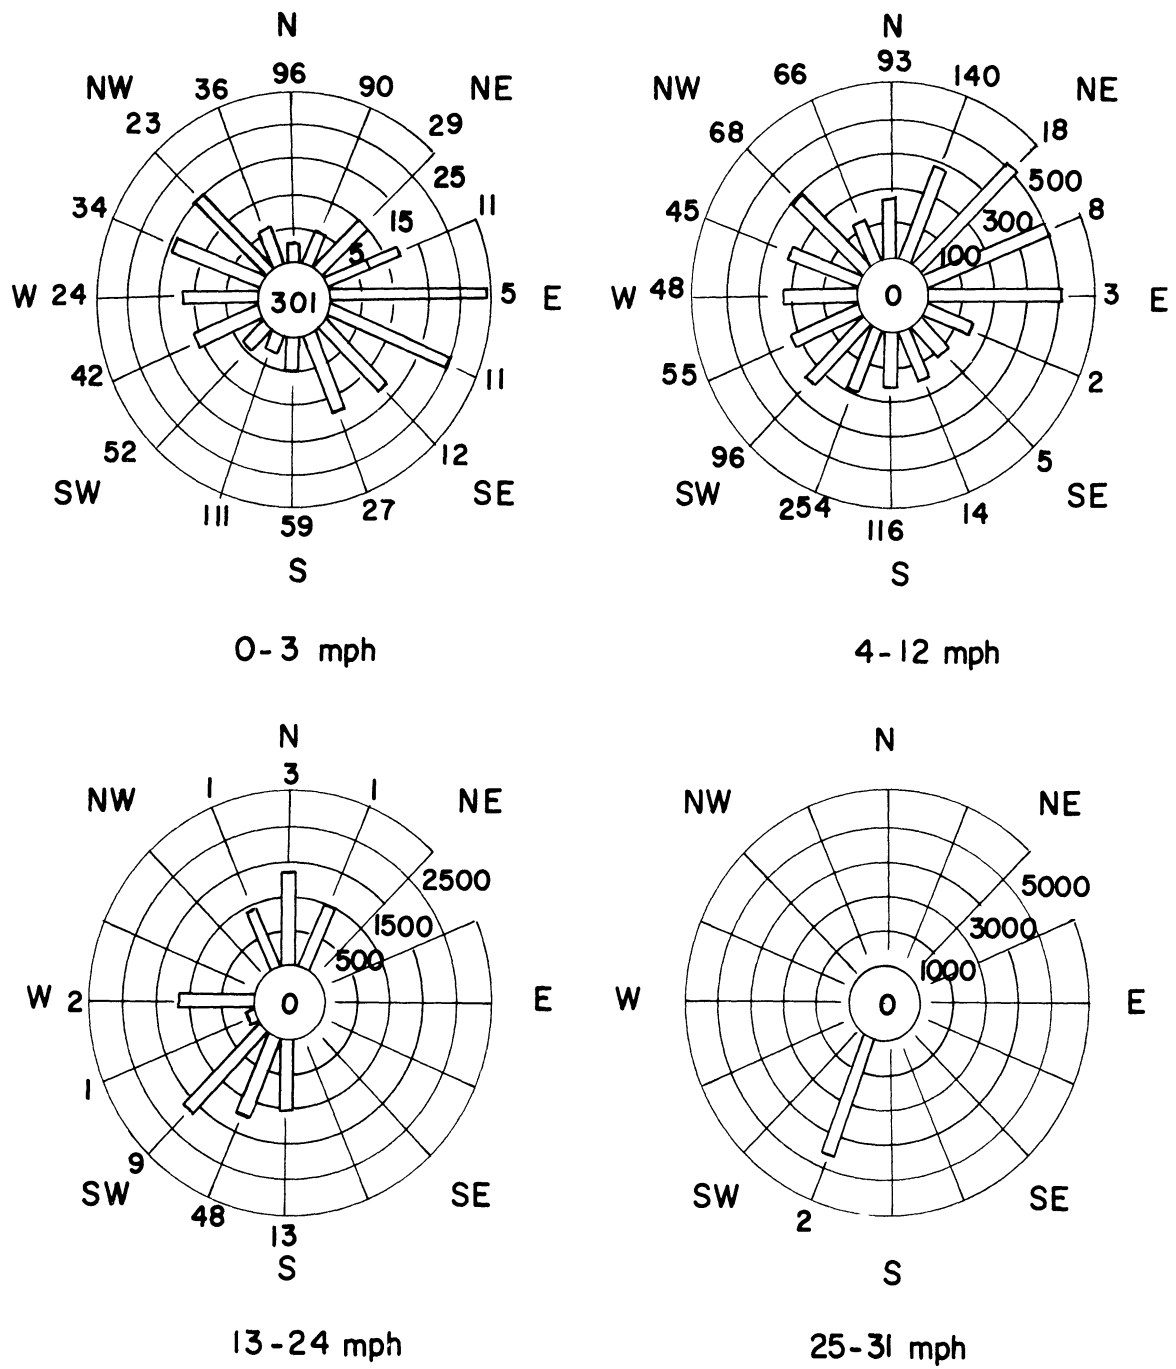 N N
96 93
NW 36 90 NE NW 66 140 NE
23 29 68 18
25 500
34 15 11 45 300 8
5 100
W 24 301 5 E W 48 0 3 E
42 11 55 2
52 12 96 5
SW SE SW SE
111 27 254 14
59 116
S S
0-3 mph 4-12 mph
N N
3
NW 1 1 NE NW NE
2500 5000
1500 3000
500 1000
W 2 0 E W 0 E
1
9
SW SE SW SE
48 2
13
S S
13-24 mph 25-31 mph